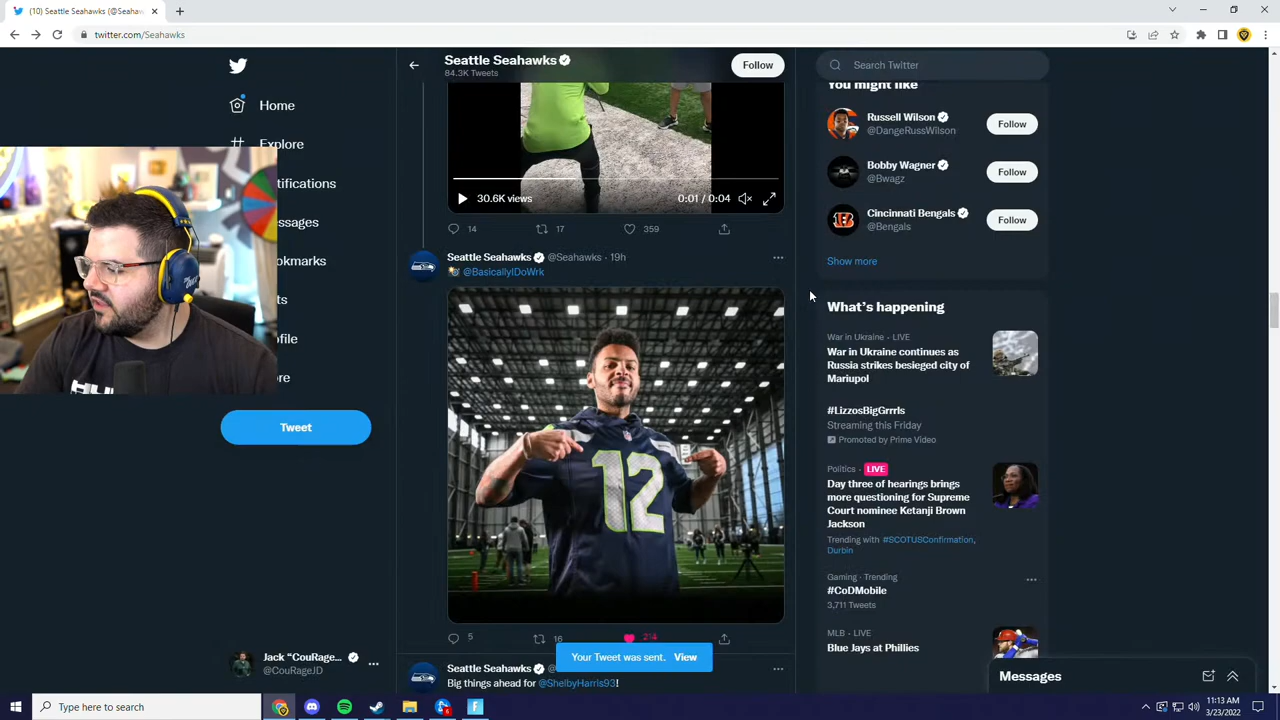 (10) Seattle Seahawks (@Seahaw
twitter.com/Seahawks
Home
Explore
tifications
ssages
okmarks
ts
ofile
ore
Tweet
Jack “CouRage...
@CouRageJD
Seattle Seahawks
84.3K Tweets
Follow
30.6K views
0:01 / 0:04
14
17
359
Seattle Seahawks @Seahawks · 19h
@BasicallyIDoWrk
12
5
16
214
Your Tweet was sent. View
Seattle Seahawks
Big things ahead for @ShelbyHarris93!
Search Twitter
You might like
Russell Wilson
@DangeRussWilson
Follow
Bobby Wagner
@Bwagz
Follow
Cincinnati Bengals
@Bengals
Follow
Show more
What’s happening
War in Ukraine · LIVE
War in Ukraine continues as
Russia strikes besieged city of
Mariupol
#LizzosBigGrrrls
Streaming this Friday
Promoted by Prime Video
Politics · LIVE
Day three of hearings brings
more questioning for Supreme
Court nominee Ketanji Brown
Jackson
Trending with #SCOTUSConfirmation,
Durbin
Gaming · Trending
#CoDMobile
3,711 Tweets
MLB · LIVE
Blue Jays at Phillies
Messages
Type here to search
11:13 AM
3/23/2022